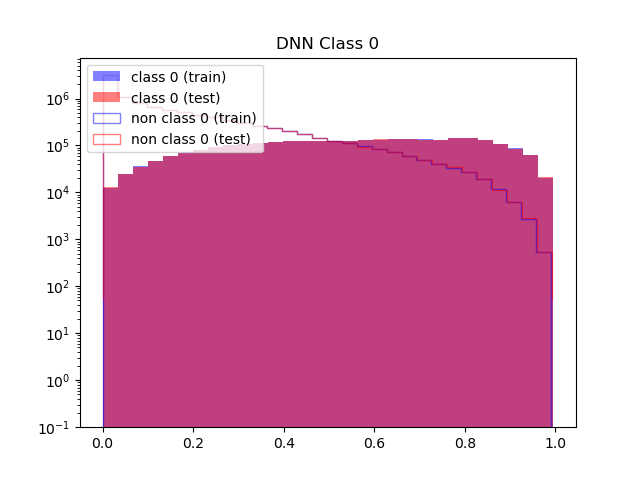 DNN Class 0
class 0 (train)
class 0 (test)
non class 0 (train)
non class 0 (test)
10^6
10^5
10^4
10^3
10^2
10^1
10^0
10^−1
0.0 0.2 0.4 0.6 0.8 1.0